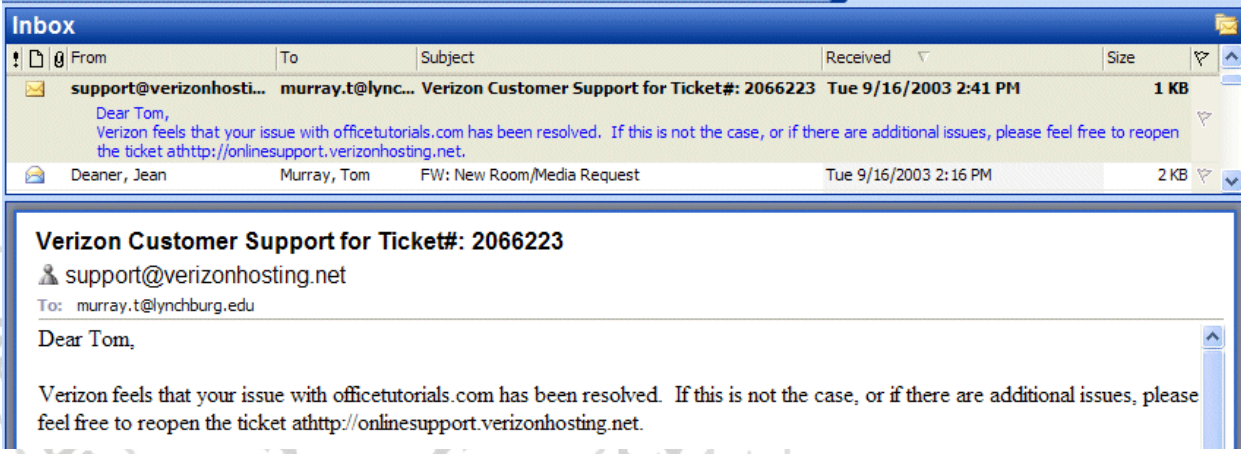 Inbox
From To Subject Received Size
support@verizonhosti... murray.t@lync... Verizon Customer Support for Ticket#: 2066223 Tue 9/16/2003 2:41 PM 1 KB
Dear Tom,
Verizon feels that your issue with officetutorials.com has been resolved. If this is not the case, or if there are additional issues, please feel free to reopen
the ticket athttp://onlinesupport.verizonhosting.net.
Deaner, Jean Murray, Tom FW: New Room/Media Request Tue 9/16/2003 2:16 PM 2 KB
Verizon Customer Support for Ticket#: 2066223
support@verizonhosting.net
To: murray.t@lynchburg.edu
Dear Tom,
Verizon feels that your issue with officetutorials.com has been resolved. If this is not the case, or if there are additional issues, please
feel free to reopen the ticket athttp://onlinesupport.verizonhosting.net.